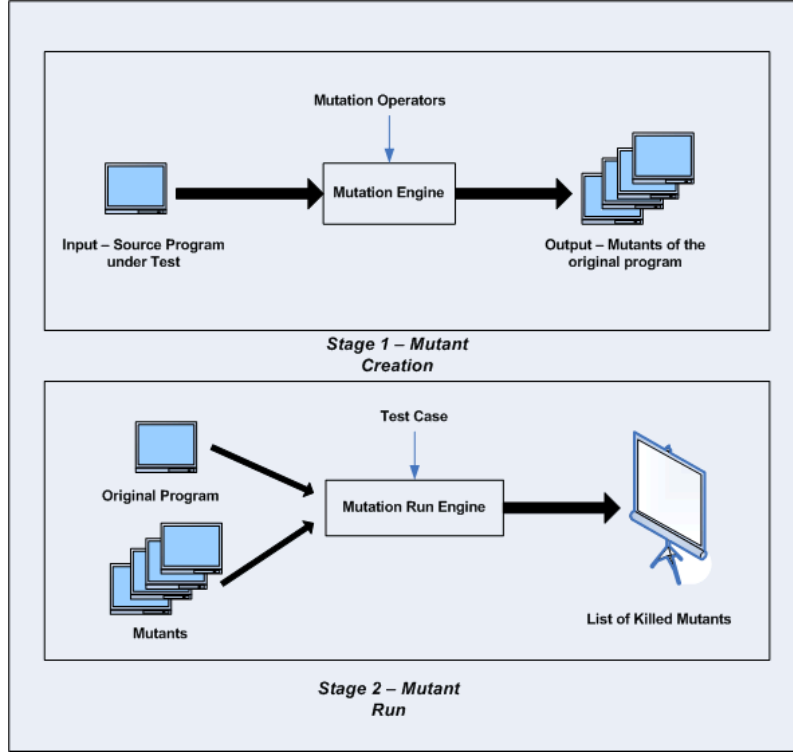 Mutation Operators
Mutation Engine
Input – Source Program
under Test
Output – Mutants of the
original program
Stage 1 – Mutant
Creation
Test Case
Original Program
Mutation Run Engine
Mutants
List of Killed Mutants
Stage 2 – Mutant
Run